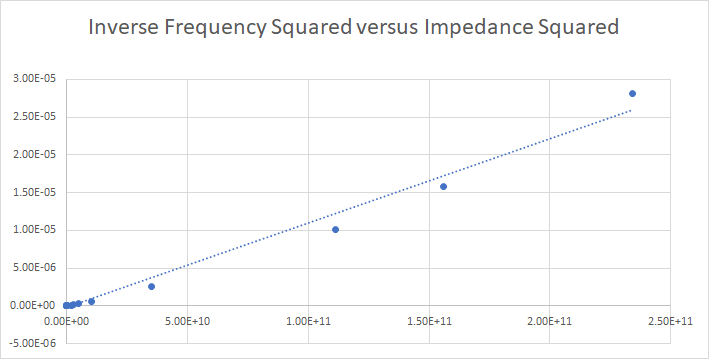 Inverse Frequency Squared versus Impedance Squared
3.00E-05
2.50E-05
2.00E-05
1.50E-05
1.00E-05
5.00E-06
0.00E+00
0.00E+00 5.00E+10 1.00E+11 1.50E+11 2.00E+11 2.50E+11
-5.00E-06